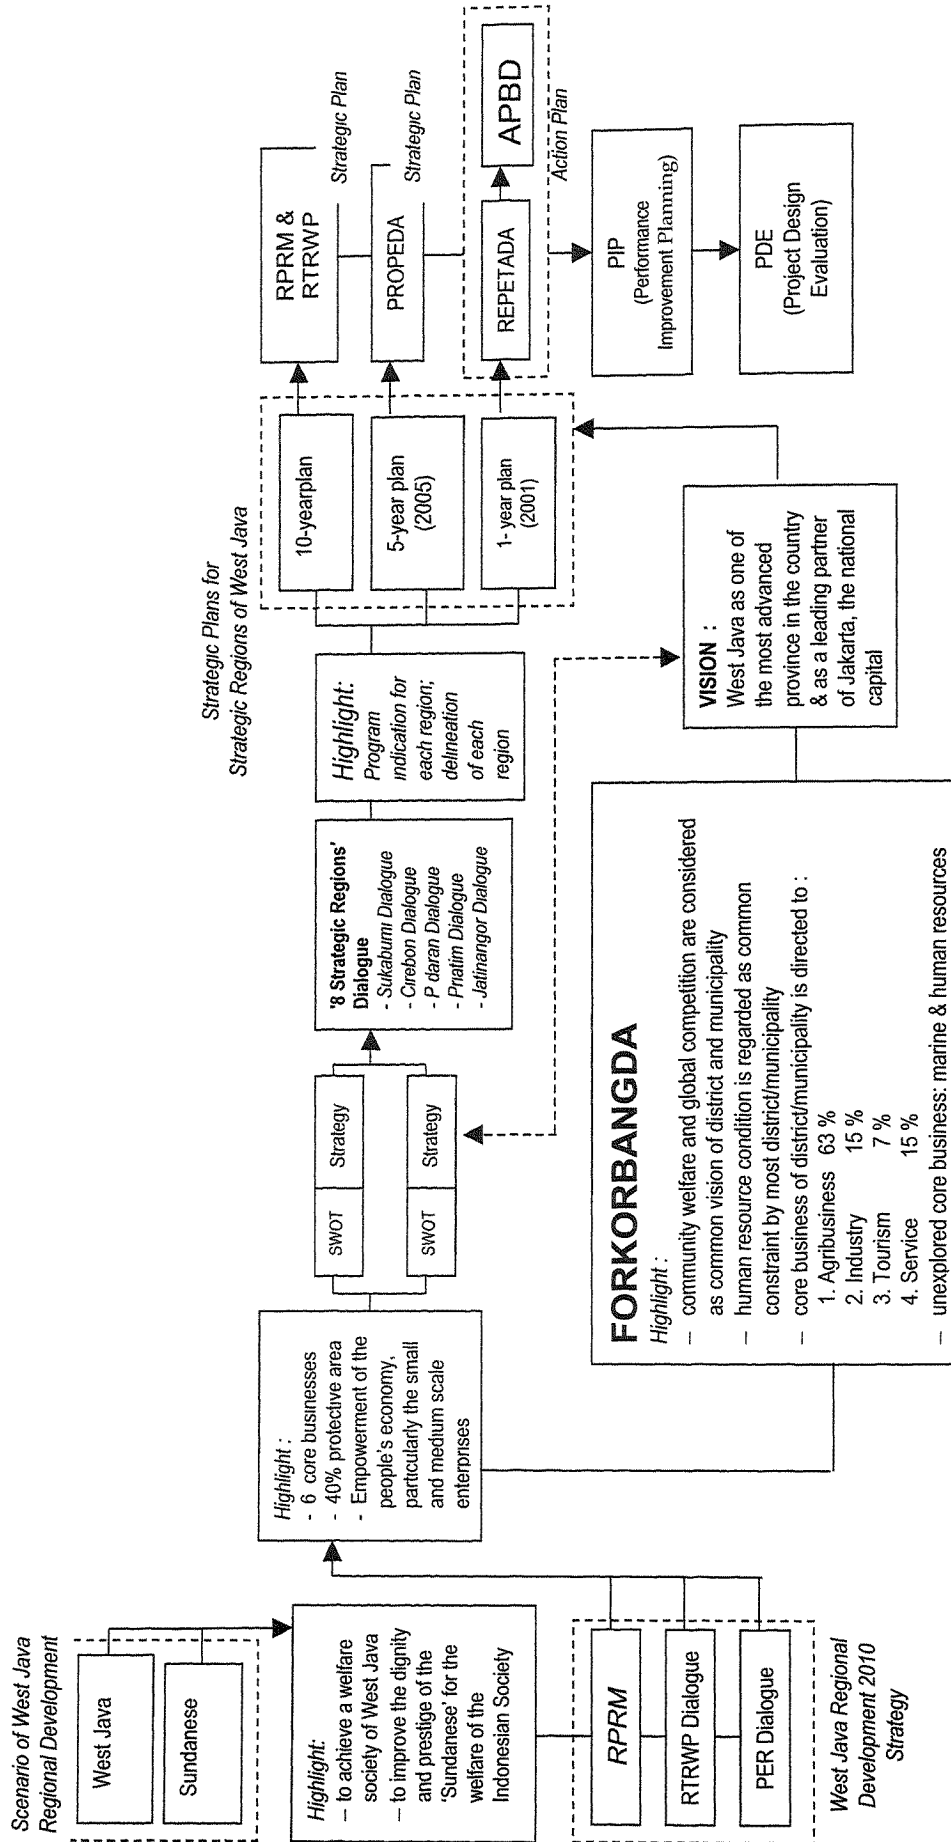 Scenario of West Java
Regional Development
West Java
Sundanese
Highlight:
– to achieve a welfare
society of West Java
– to improve the dignity
and prestige of the
'Sundanese' for the
welfare of the
Indonesian Society
RPRM
RTRWP Dialogue
PER Dialogue
West Java Regional
Development 2010
Strategy
Highlight :
- 6 core businesses
- 40% protective area
- Empowerment of the
people's economy,
particularly the small
and medium scale
enterprises
SWOT
Strategy
SWOT
Strategy
'8 Strategic Regions'
Dialogue
- Sukabumi Dialogue
- Cirebon Dialogue
- P daran Dialogue
- Priatim Dialogue
- Jatinangor Dialogue
Highlight:
Program
indication for
each region;
delineation
of each
region
Strategic Plans for
Strategic Regions of West Java
10-yearplan
5-year plan
(2005)
1- year plan
(2001)
RPRM &
RTRWP
Strategic Plan
PROPEDA
Strategic Plan
REPETADA
APBD
Action Plan
PIP
(Performance
Improvement Planning)
PDE
(Project Design
Evaluation)
FORKORBANGDA
Highlight :
– community welfare and global competition are considered
as common vision of district and municipality
– human resource condition is regarded as common
constraint by most district/municipality
– core business of district/municipality is directed to :
1. Agribusiness 63 %
2. Industry 15 %
3. Tourism 7 %
4. Service 15 %
– unexplored core business: marine & human resources
VISION :
West Java as one of
the most advanced
province in the country
& as a leading partner
of Jakarta, the national
capital